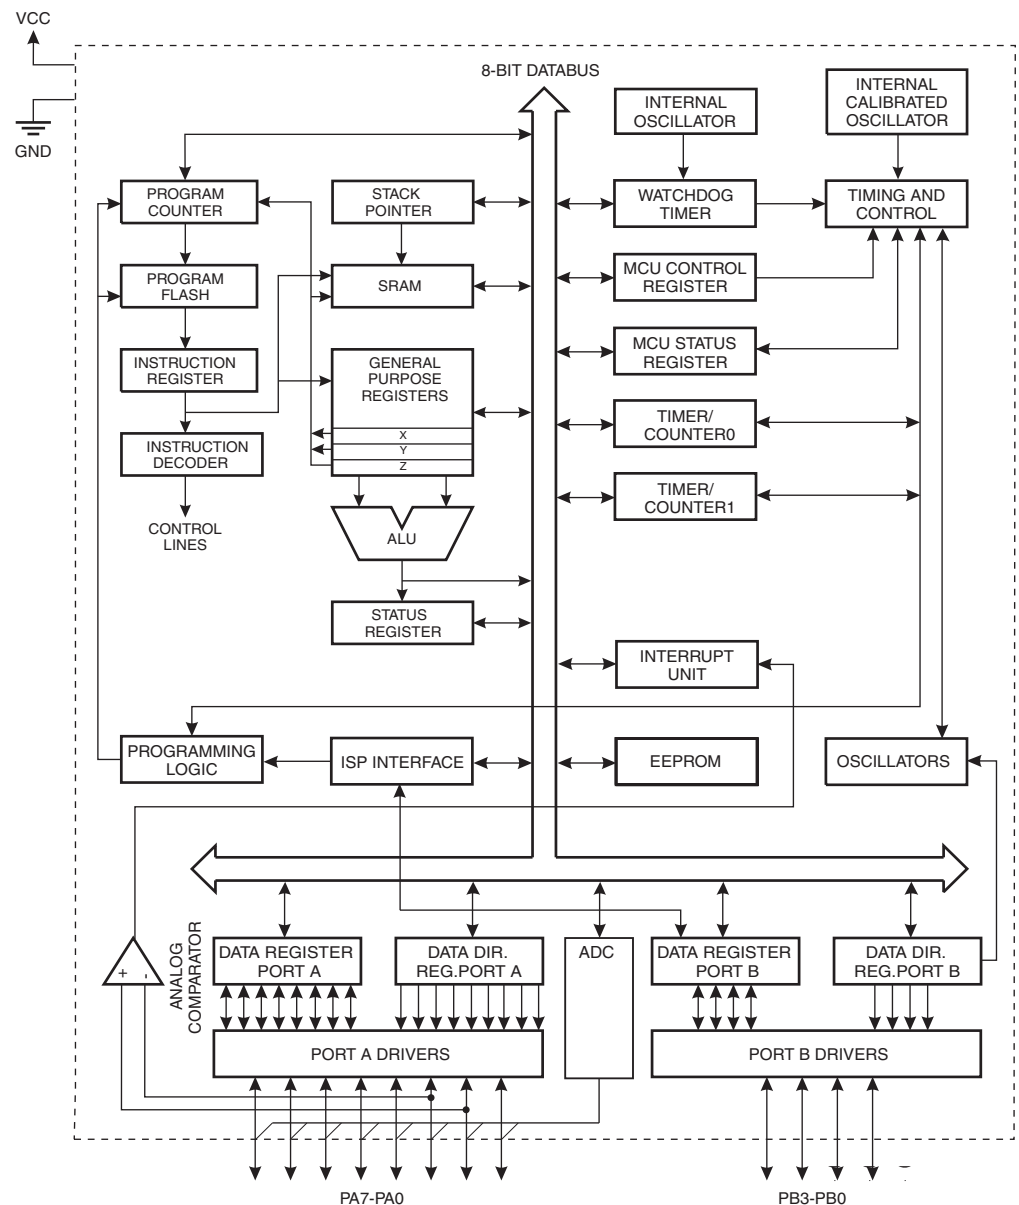 VCC
GND
8-BIT DATABUS
INTERNAL
OSCILLATOR
INTERNAL
CALIBRATED
OSCILLATOR
PROGRAM
COUNTER
STACK
POINTER
WATCHDOG
TIMER
TIMING AND
CONTROL
PROGRAM
FLASH
SRAM
MCU CONTROL
REGISTER
INSTRUCTION
REGISTER
GENERAL
PURPOSE
REGISTERS
X
Y
Z
MCU STATUS
REGISTER
INSTRUCTION
DECODER
TIMER/
COUNTER0
CONTROL
LINES
ALU
TIMER/
COUNTER1
STATUS
REGISTER
INTERRUPT
UNIT
PROGRAMMING
LOGIC
ISP INTERFACE
EEPROM
OSCILLATORS
ANALOG
COMPARATOR
+
-
DATA REGISTER
PORT A
DATA DIR.
REG.PORT A
ADC
DATA REGISTER
PORT B
DATA DIR.
REG.PORT B
PORT A DRIVERS
PORT B DRIVERS
PA7-PA0
PB3-PB0